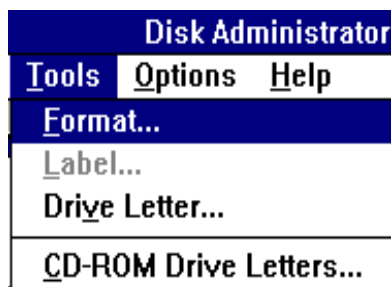 Disk Administrator
Tools Options Help
Format...
Label...
Drive Letter...
CD-ROM Drive Letters...